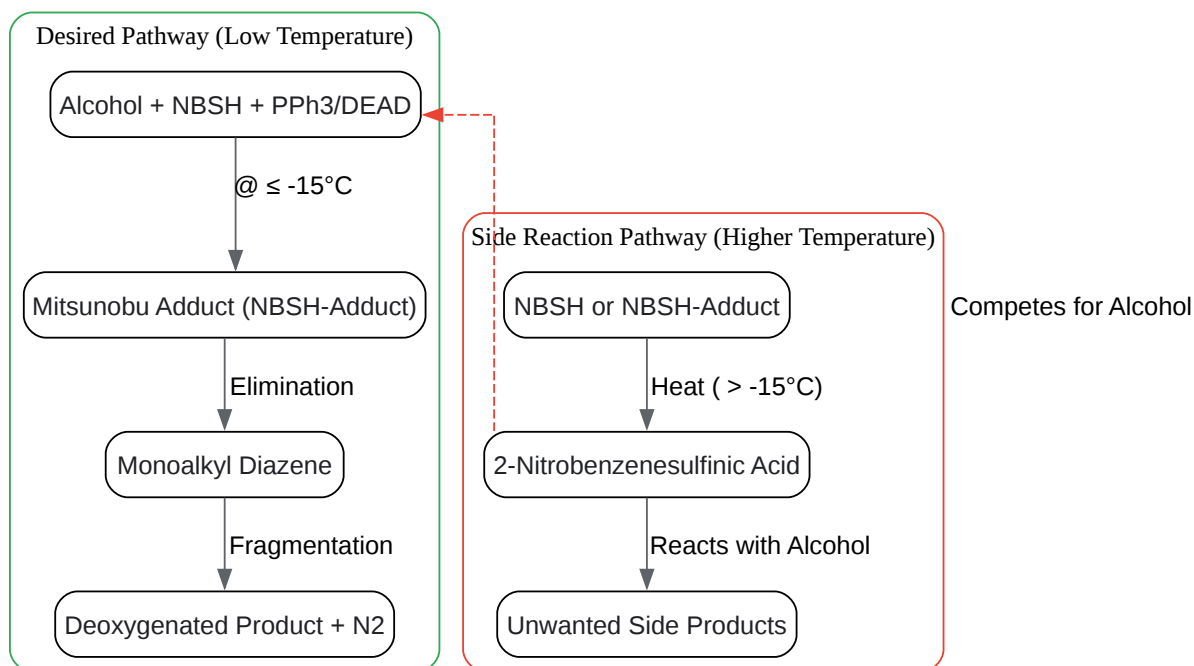 Desired Pathway (Low Temperature)
Alcohol + NBSH + PPh3/DEAD
@ ≤ -15°C
Mitsunobu Adduct (NBSH-Adduct)
Elimination
Monoalkyl Diazene
Fragmentation
Deoxygenated Product + N2
Side Reaction Pathway (Higher Temperature)
NBSH or NBSH-Adduct
Heat ( > -15°C)
2-Nitrobenzenesulfinic Acid
Reacts with Alcohol
Unwanted Side Products
Competes for Alcohol